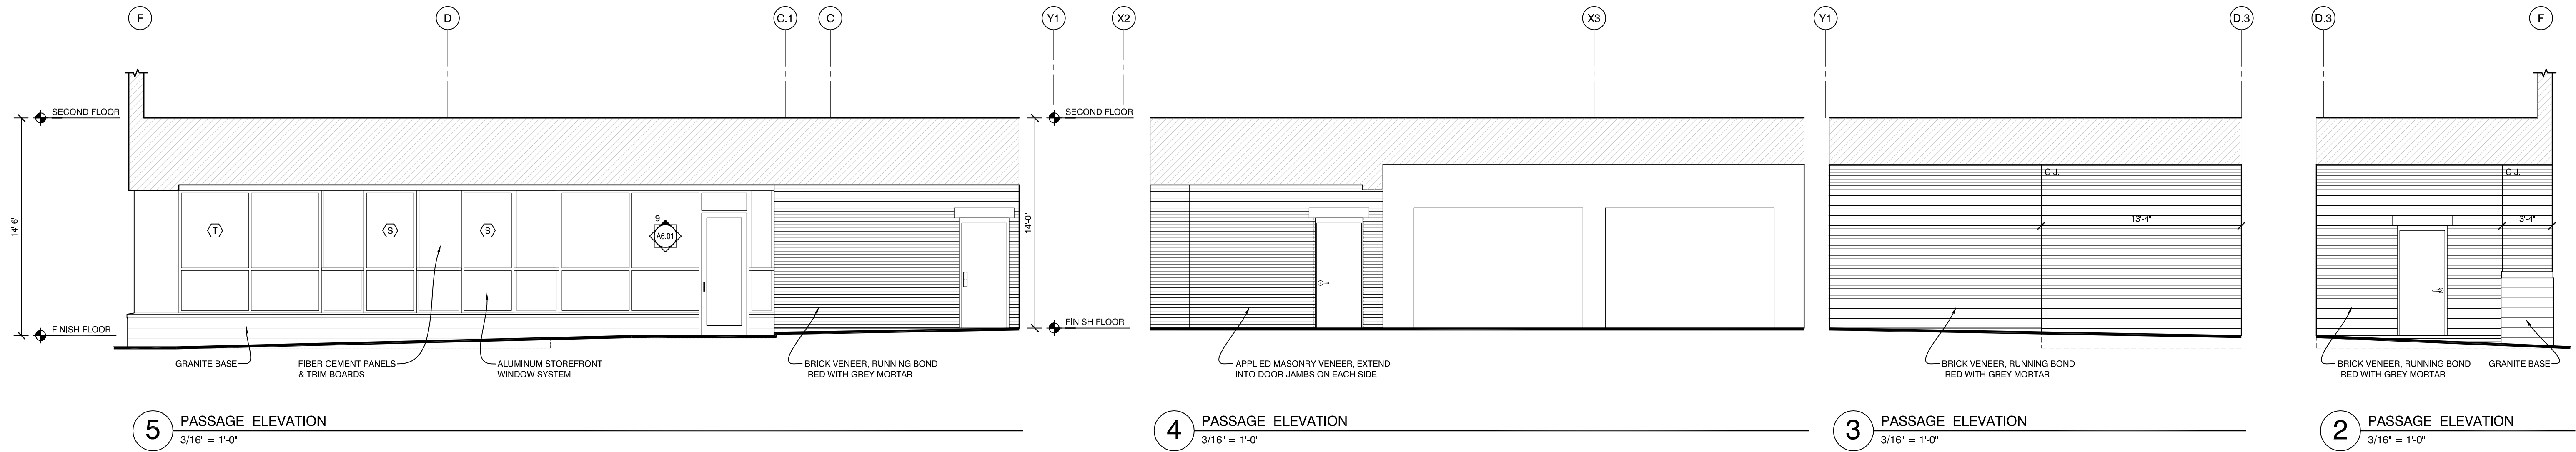 F
D
C.1
C
Y1
X2
X3
Y1
D.3
D.3
F
SECOND FLOOR
SECOND FLOOR
14'-6"
14'-0"
C.J.
C.J.
13'-4"
3'-4"
T
S
S
9
A6.01
FINISH FLOOR
FINISH FLOOR
GRANITE BASE
FIBER CEMENT PANELS
& TRIM BOARDS
ALUMINUM STOREFRONT
WINDOW SYSTEM
BRICK VENEER, RUNNING BOND
-RED WITH GREY MORTAR
APPLIED MASONRY VENEER, EXTEND
INTO DOOR JAMBS ON EACH SIDE
BRICK VENEER, RUNNING BOND
-RED WITH GREY MORTAR
BRICK VENEER, RUNNING BOND
-RED WITH GREY MORTAR
GRANITE BASE
5
PASSAGE ELEVATION
3/16" = 1'-0"
4
PASSAGE ELEVATION
3/16" = 1'-0"
3
PASSAGE ELEVATION
3/16" = 1'-0"
2
PASSAGE ELEVATION
3/16" = 1'-0"